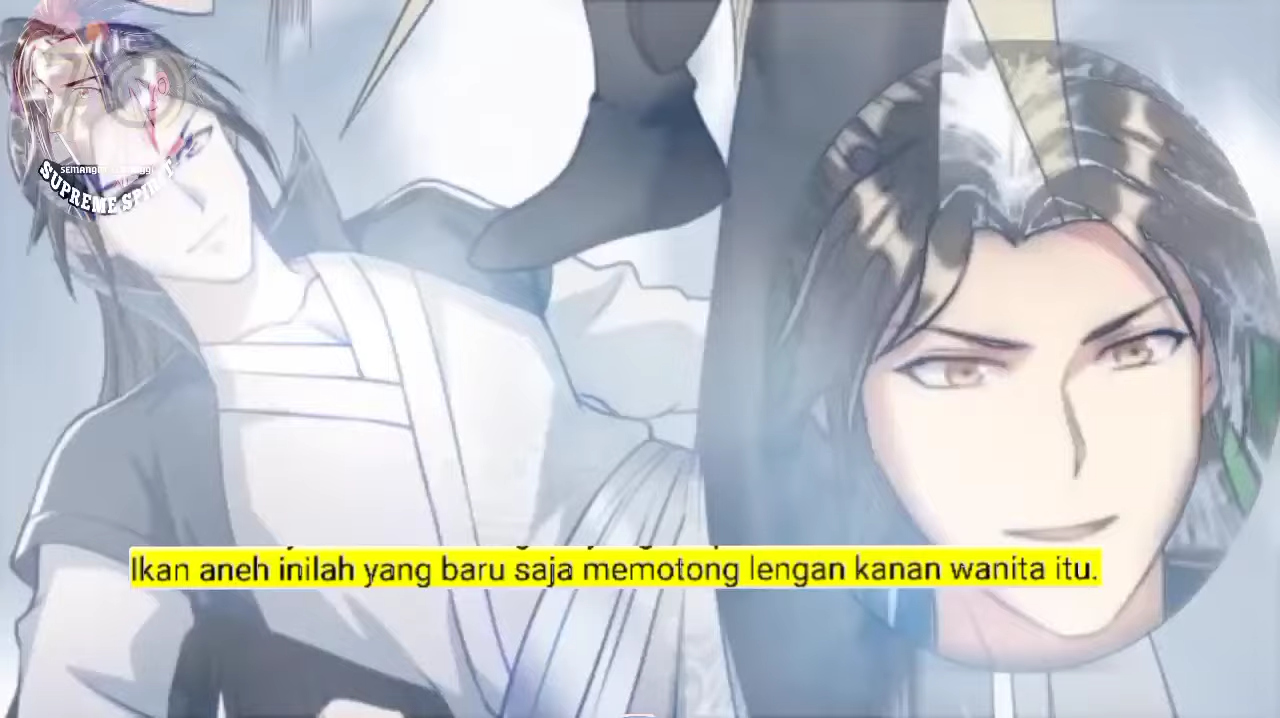 SUPREME SPIRIT
Ikan aneh inilah yang baru saja memotong lengan kanan wanita itu.